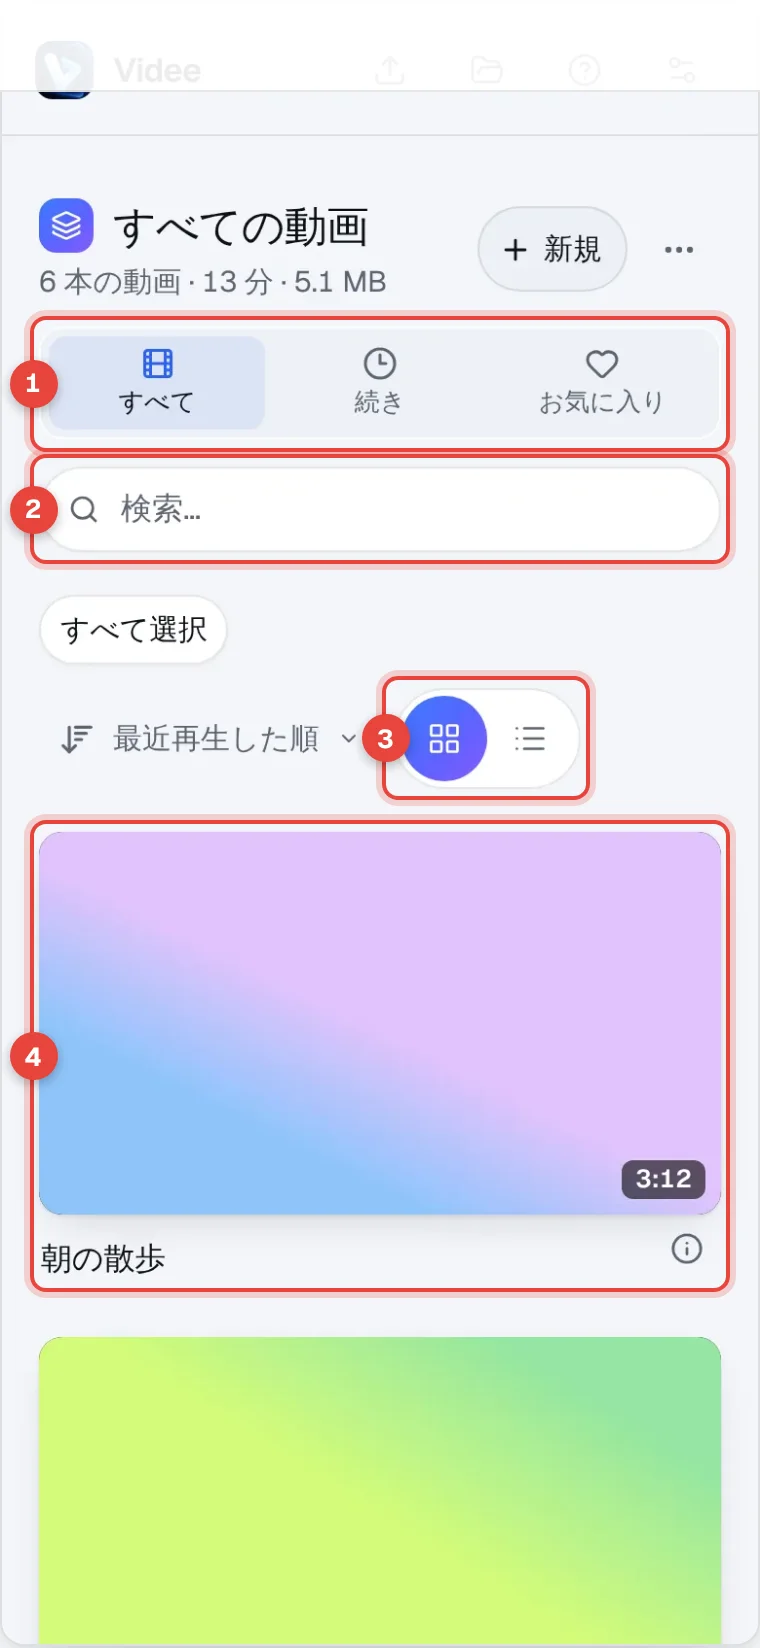 Videe
すべての動画
6 本の動画 · 13 分 · 5.1 MB
+ 新規
1
すべて
続き
お気に入り
2
検索...
すべて選択
最近再生した順
3
4
3:12
朝の散歩